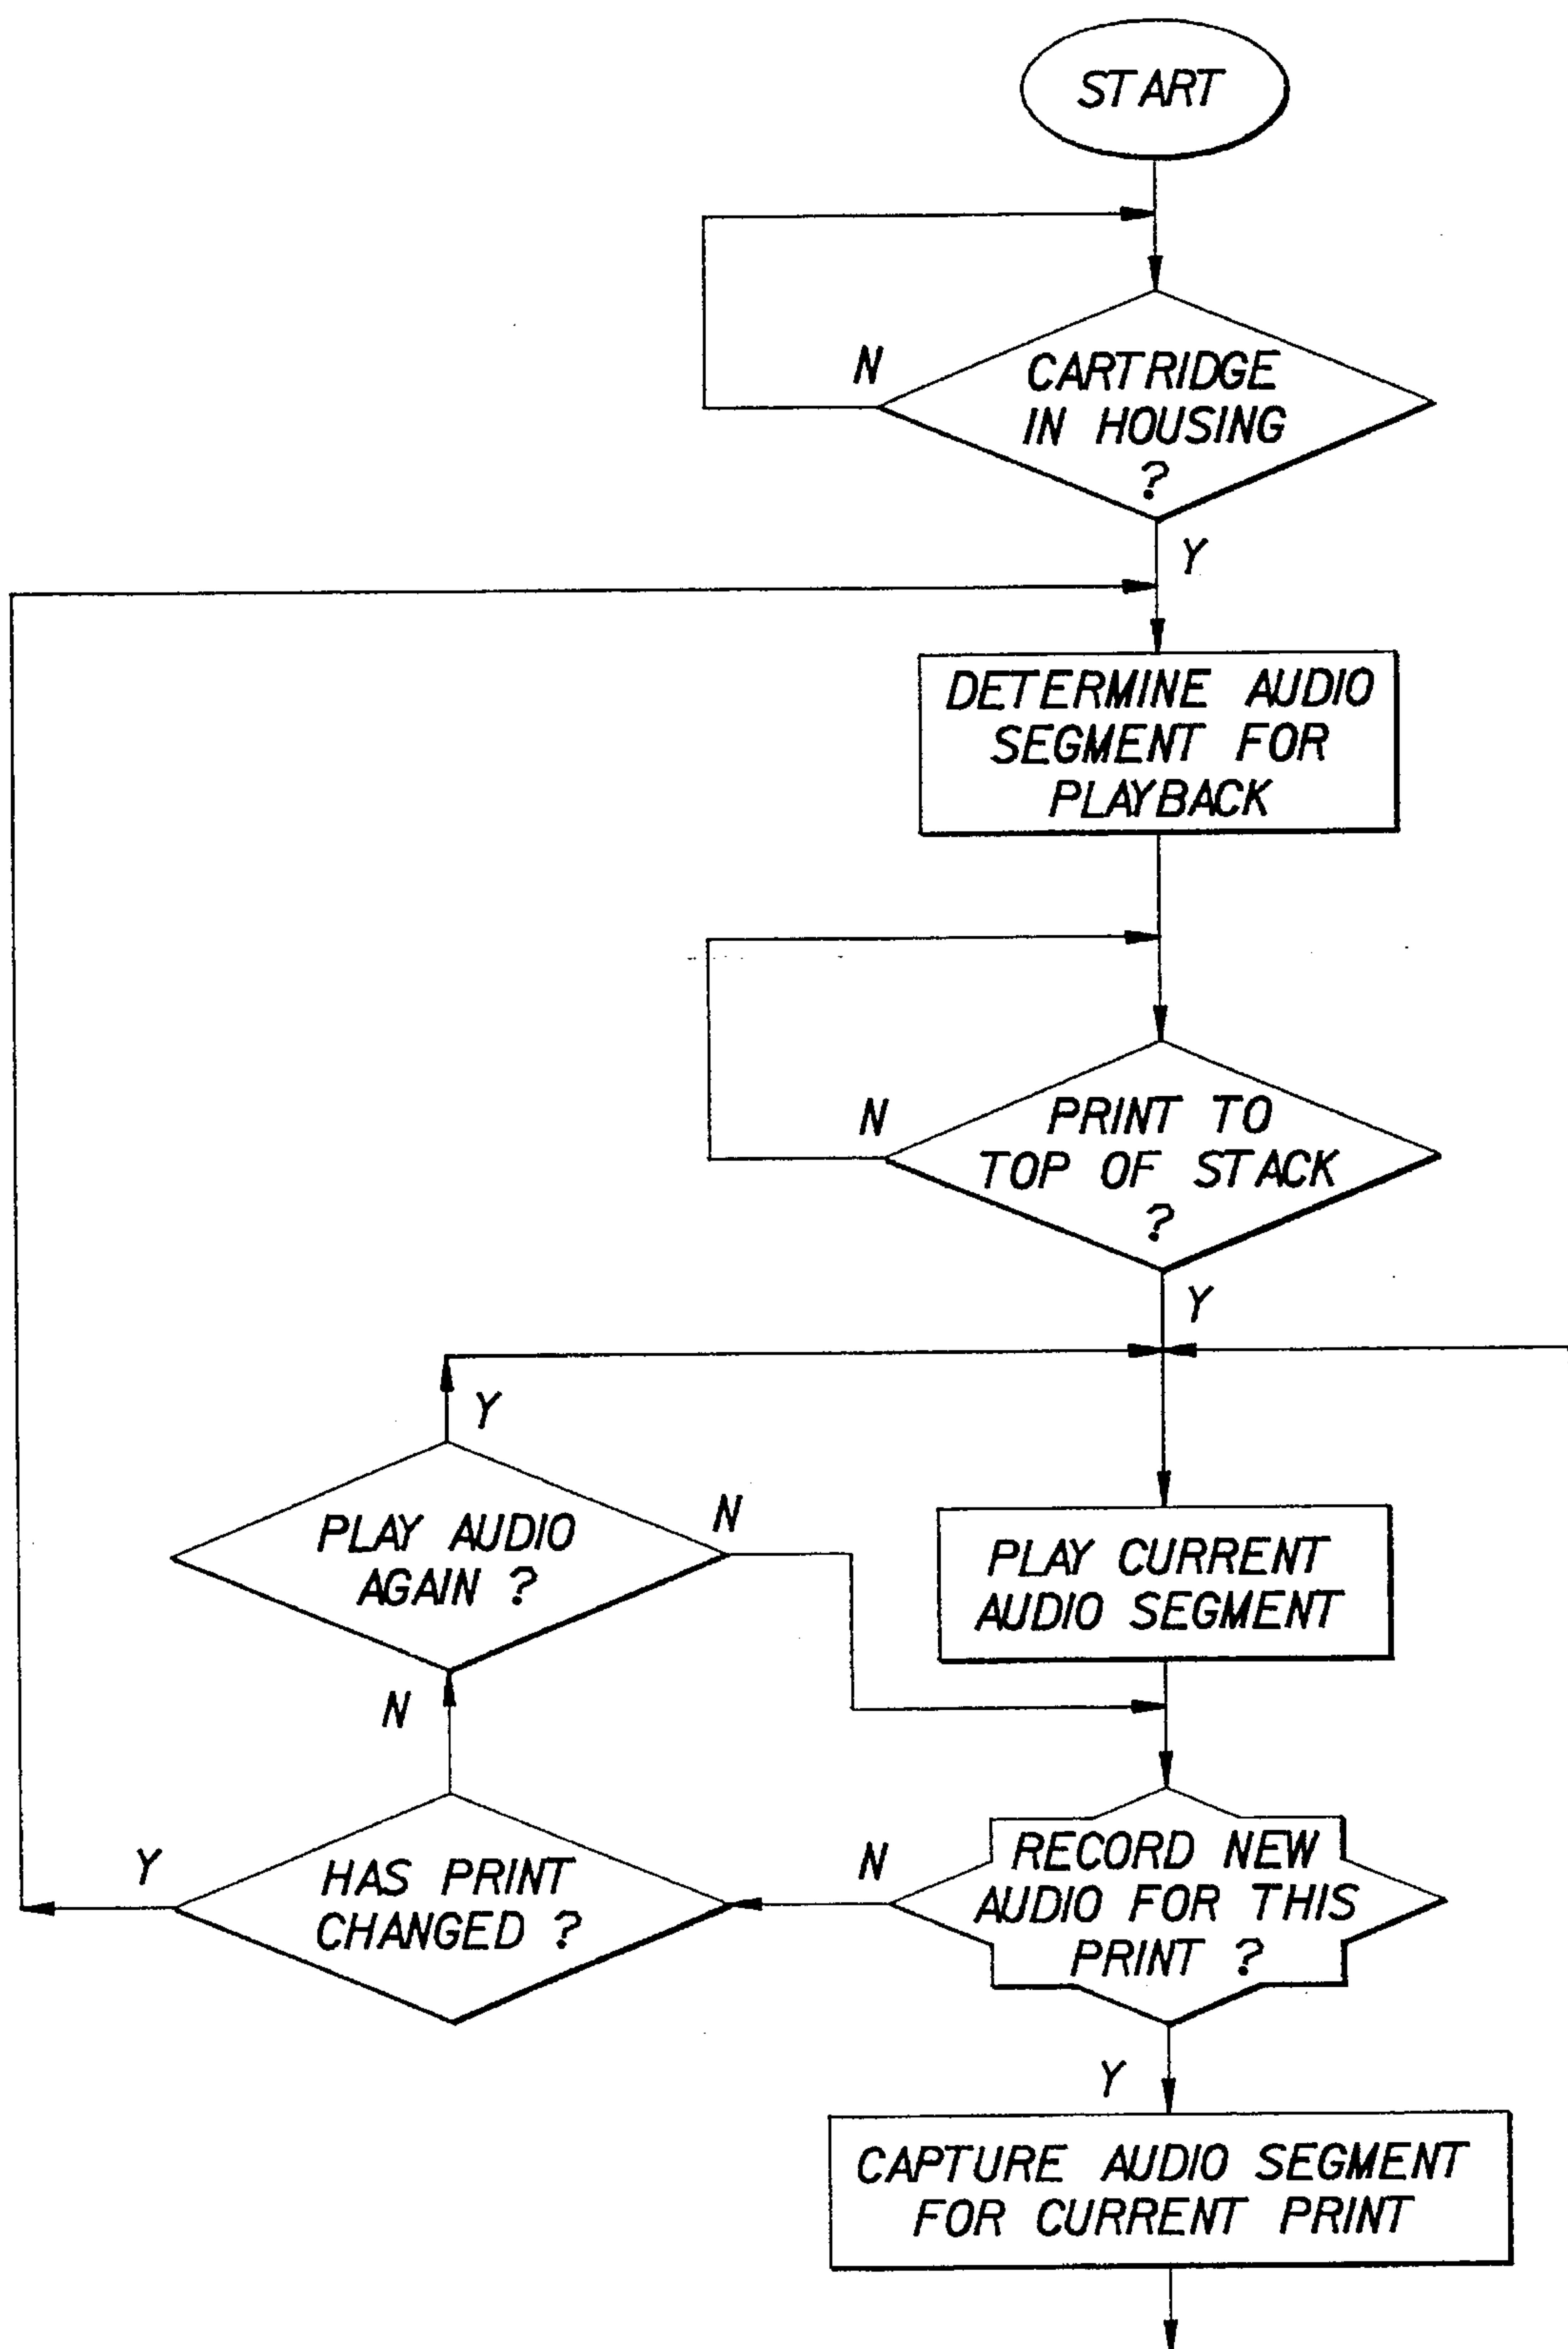 START
N
CARTRIDGE
IN HOUSING
?
Y
DETERMINE AUDIO
SEGMENT FOR
PLAYBACK
N
PRINT TO
TOP OF STACK
?
Y
Y
N
PLAY AUDIO
AGAIN ?
PLAY CURRENT
AUDIO SEGMENT
N
Y
HAS PRINT
CHANGED ?
N
RECORD NEW
AUDIO FOR THIS
PRINT ?
Y
CAPTURE AUDIO SEGMENT
FOR CURRENT PRINT